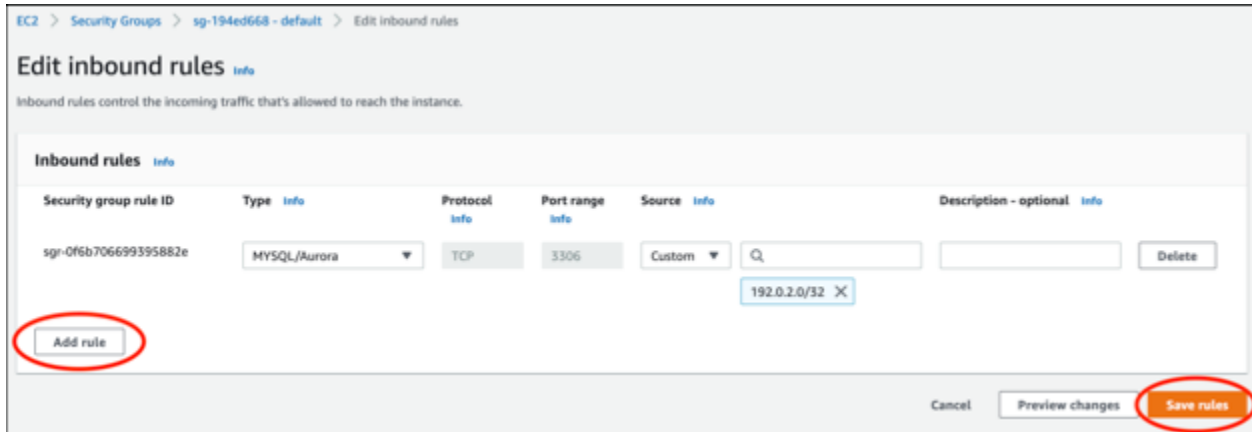 EC2 > Security Groups > sg-194ed668 - default > Edit inbound rules
Edit inbound rules Info
Inbound rules control the incoming traffic that's allowed to reach the instance.
Inbound rules Info
Security group rule ID Type Info Protocol Info Port range Info Source Info Description - optional Info
sgr-0f6b706699395882e MYSQL/Aurora TCP 3306 Custom Delete
192.0.2.0/32 X
Add rule
Cancel Preview changes Save rules